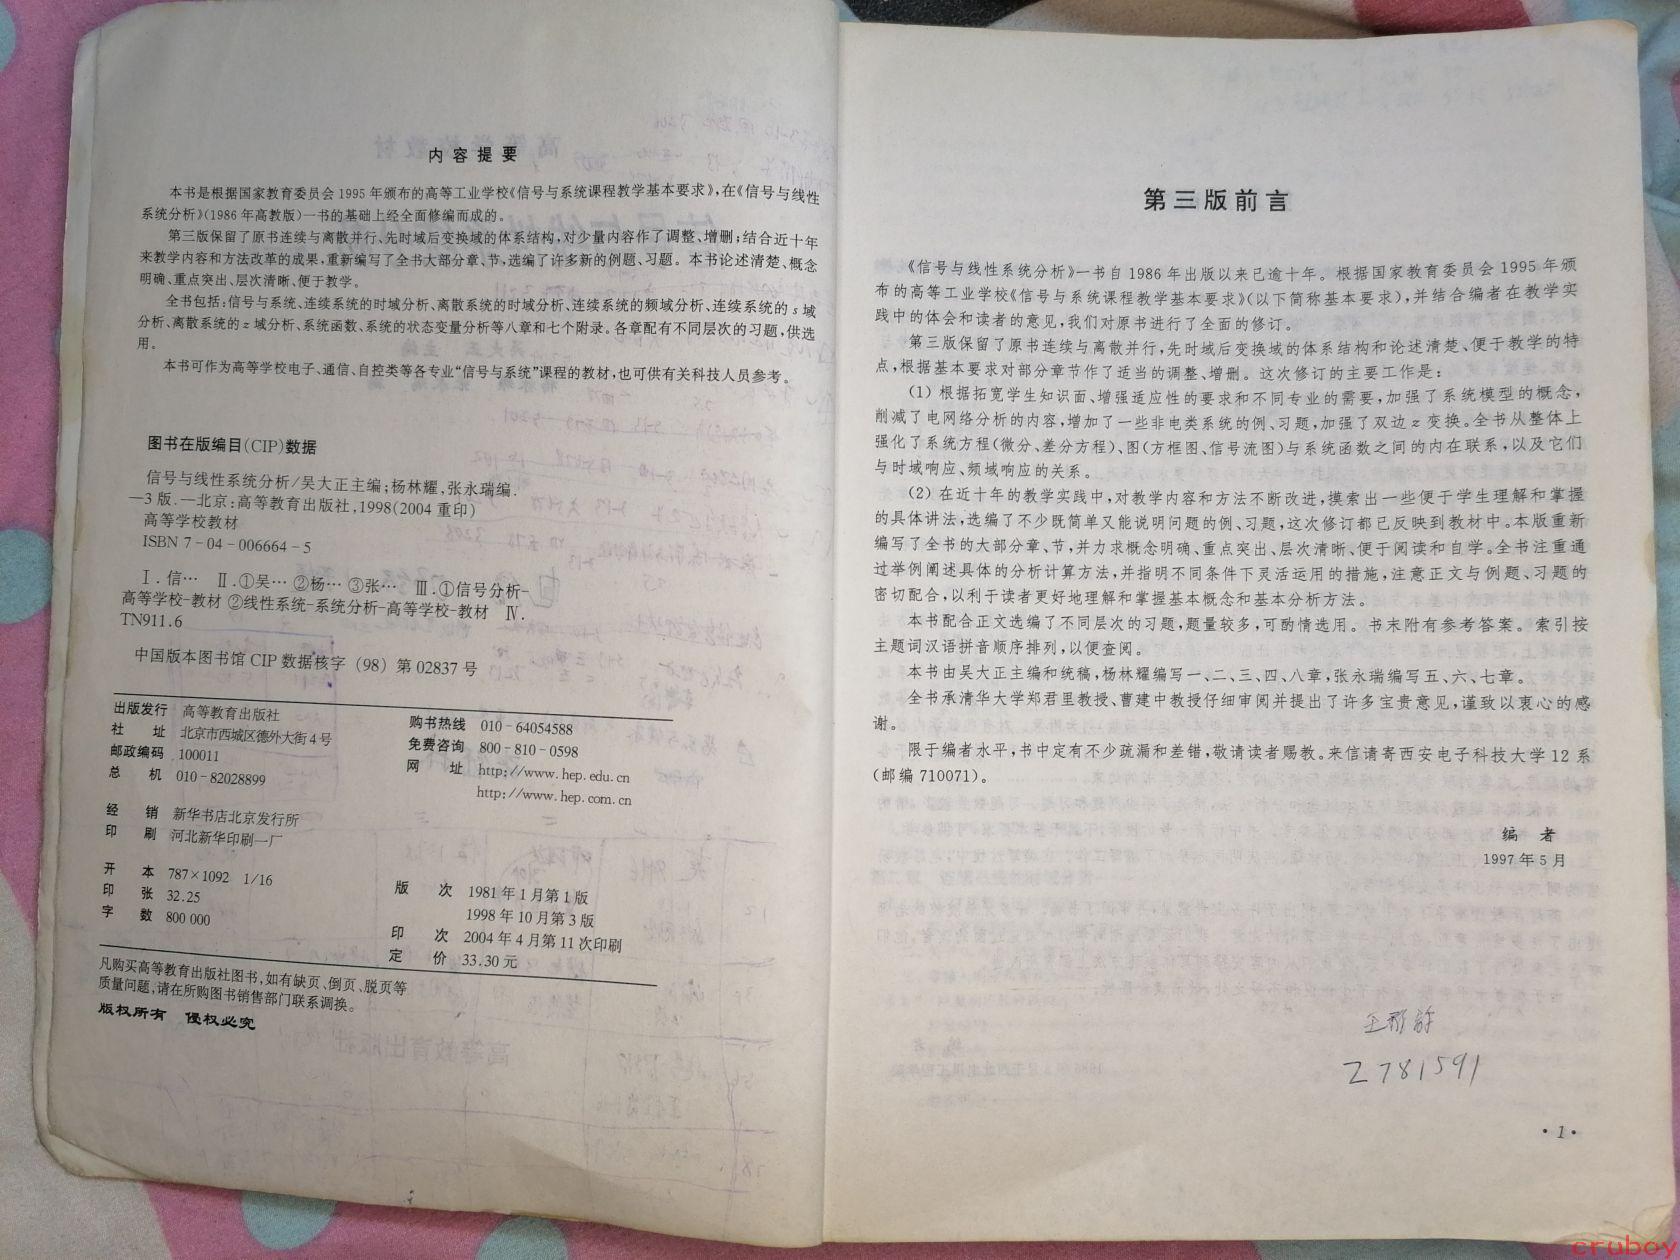 内容提要
本书是根据国家教育委员会1995年颁布的高等工业学校《信号与系统课程教学基本要求》,在《信号与线性
系统分析》(1986年高教版)一书的基础上经全面修编而成的。
第三版保留了原书连续与离散并行、先时域后变换域的体系结构,对少量内容作了调整、增删;结合近十年
来教学内容和方法改革的成果,重新编写了全书大部分章、节,选编了许多新的例题、习题。本书论述清楚、概念
明确、重点突出、层次清晰、便于教学。
全书包括:信号与系统、连续系统的时域分析、离散系统的时域分析、连续系统的频域分析、连续系统的s域
分析、离散系统的z域分析、系统函数、系统的状态变量分析等八章和七个附录。各章配有不同层次的习题,供选
用。
本书可作为高等学校电子、通信、自控类等各专业“信号与系统”课程的教材,也可供有关科技人员参考。
图书在版编目(CIP)数据
信号与线性系统分析/吴大正主编;杨林耀,张永瑞编.
—3版.—北京:高等教育出版社,1998(2004重印)
高等学校教材
ISBN 7-04-006664-5
Ⅰ.信… Ⅱ.①吴… ②杨… ③张… Ⅲ.①信号分析-
高等学校-教材 ②线性系统-系统分析-高等学校-教材 Ⅳ.
TN911.6
中国版本图书馆CIP数据核字(98)第02837号
出版发行 高等教育出版社
社 址 北京市西城区德外大街4号
邮政编码 100011
总 机 010-82028899
购书热线 010-64054588
免费咨询 800-810-0598
网 址 http://www.hep.edu.cn
http://www.hep.com.cn
经 销 新华书店北京发行所
印 刷 河北新华印刷一厂
开 本 787×1092 1/16
印 张 32.25
字 数 800 000
版 次 1981年1月第1版
1998年10月第3版
印 次 2004年4月第11次印刷
定 价 33.30元
凡购买高等教育出版社图书,如有缺页、倒页、脱页等
质量问题,请在所购图书销售部门联系调换。
版权所有 侵权必究
第三版前言
《信号与线性系统分析》一书自1986年出版以来已逾十年。根据国家教育委员会1995年颁
布的高等工业学校《信号与系统课程教学基本要求》(以下简称基本要求),并结合编者在教学实
践中的体会和读者的意见,我们对原书进行了全面的修订。
第三版保留了原书连续与离散并行,先时域后变换域的体系结构和论述清楚、便于教学的特
点,根据基本要求对部分章节作了适当的调整、增删。这次修订的主要工作是:
(1)根据拓宽学生知识面、增强适应性的要求和不同专业的需要,加强了系统模型的概念,
削减了电网络分析的内容,增加了一些非电类系统的例、习题,加强了双边z变换。全书从整体上
强化了系统方程(微分、差分方程)、图(方框图、信号流图)与系统函数之间的内在联系,以及它们
与时域响应、频域响应的关系。
(2)在近十年的教学实践中,对教学内容和方法不断改进,摸索出一些便于学生理解和掌握
的具体讲法,选编了不少既简单又能说明问题的例、习题,这次修订都已反映到教材中。本版重新
编写了全书的大部分章、节,并力求概念明确、重点突出、层次清晰、便于阅读和自学。全书注重通
过举例阐述具体的分析计算方法,并指明不同条件下灵活运用的措施,注意正文与例题、习题的
密切配合,以利于读者更好地理解和掌握基本概念和基本分析方法。
本书配合正文选编了不同层次的习题,题量较多,可酌情选用。书末附有参考答案。索引按
主题词汉语拼音顺序排列,以便查阅。
本书由吴大正主编和统稿,杨林耀编写一、二、三、四、八章,张永瑞编写五、六、七章。
全书承清华大学郑君里教授、曹建中教授仔细审阅并提出了许多宝贵意见,谨致以衷心的感
谢。
限于编者水平,书中定有不少疏漏和差错,敬请读者赐教。来信请寄西安电子科技大学12系
(邮编710071)。
编 者
1997年5月
2781591
·1·
cruboy